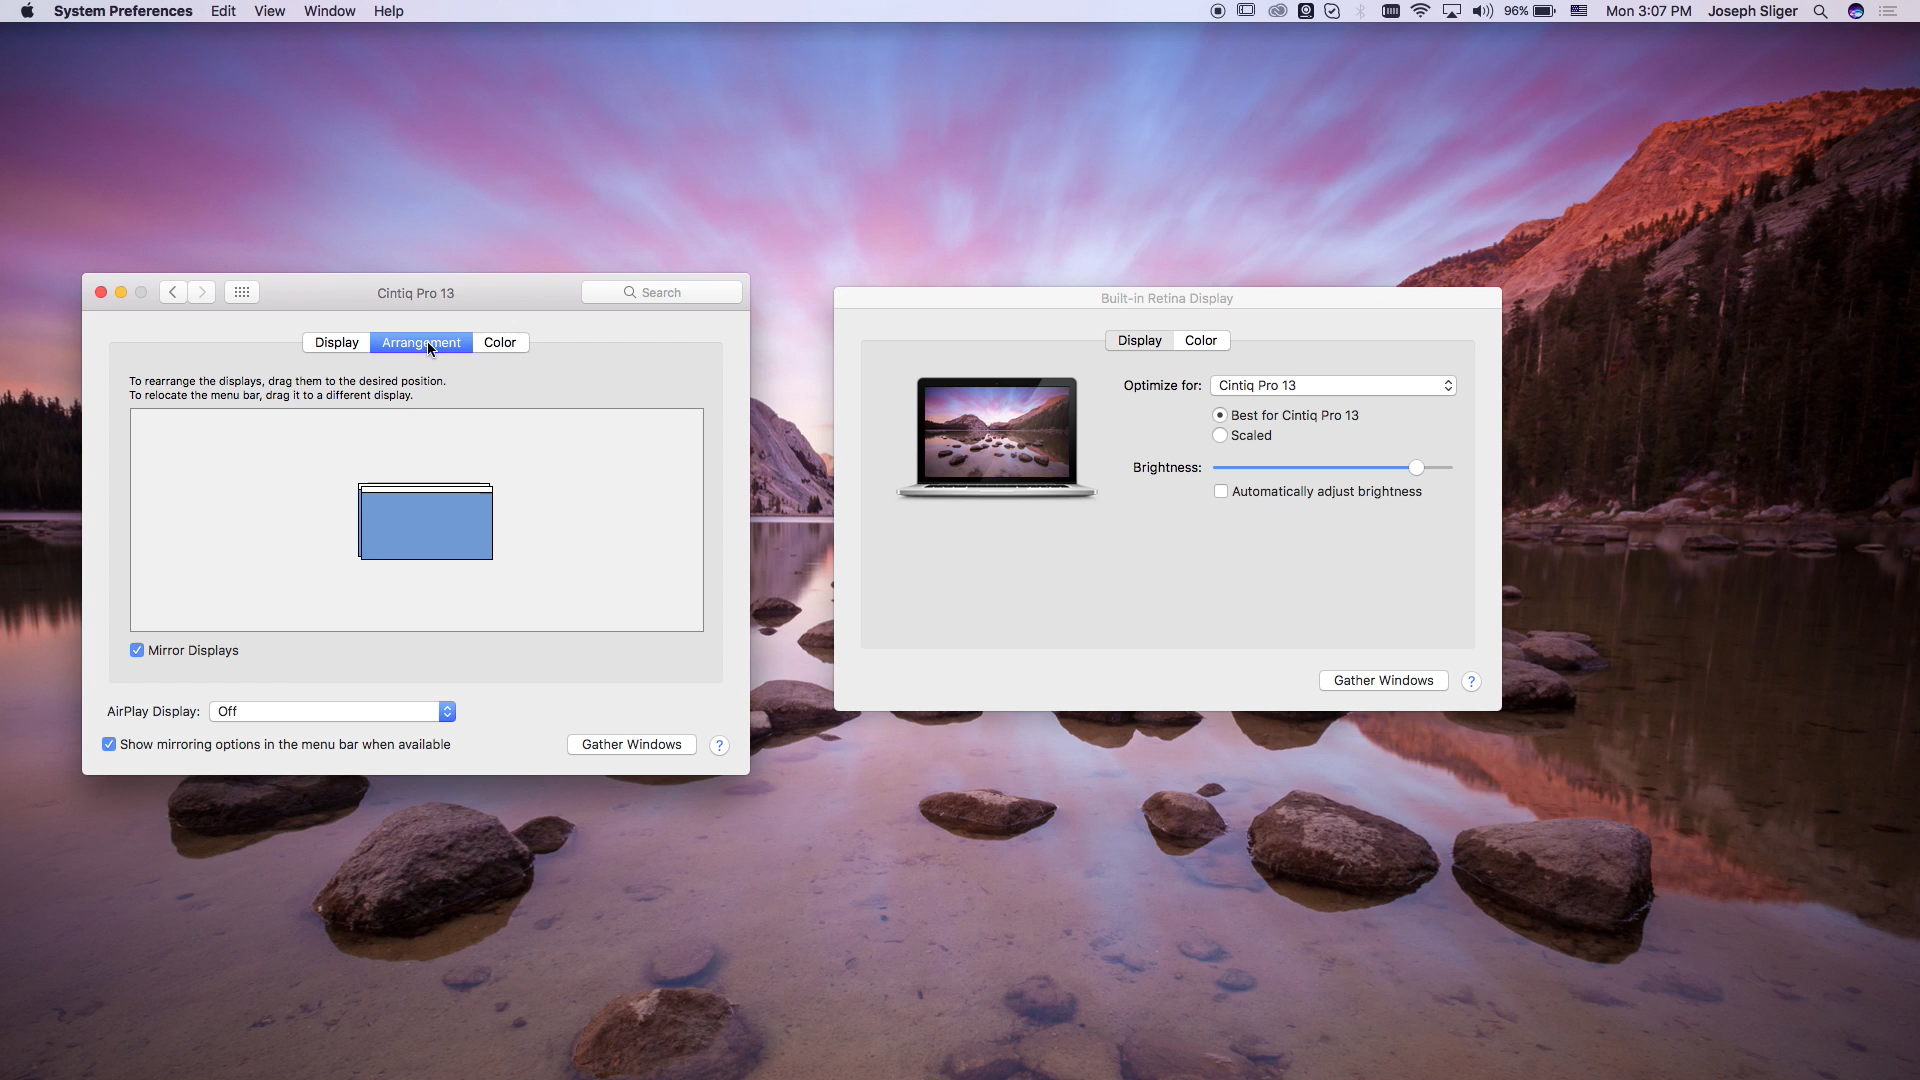 System Preferences Edit View Window Help 96% Mon 3:07 PM Joseph Sliger
Cintiq Pro 13
Search
Display Arrangement Color
To rearrange the displays, drag them to the desired position.
To relocate the menu bar, drag it to a different display.
Mirror Displays
AirPlay Display: Off
Show mirroring options in the menu bar when available
Gather Windows
?
Built-in Retina Display
Display Color
Optimize for: Cintiq Pro 13
Best for Cintiq Pro 13
Scaled
Brightness:
Automatically adjust brightness
Gather Windows
?